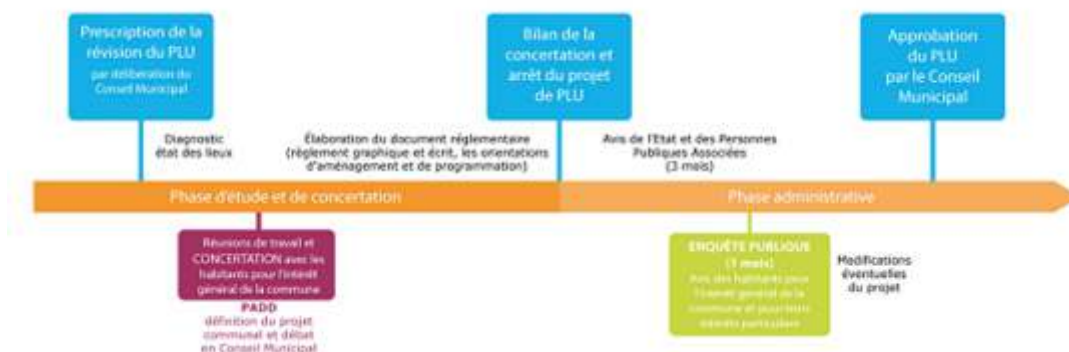 Prescription de la
révision du PLU
par délibération du
Conseil Municipal
Bilan de la
concertation et
arrêt du projet
de PLU
Approbation
du PLU
par le Conseil
Municipal
Diagnostic
état des lieux
Élaboration du document réglementaire
(règlement graphique et écrit, les orientations
d'aménagement et de programmation)
Avis de l'Etat et des Personnes
Publiques Associées
(3 mois)
Phase d'étude et de concertation
Phase administrative
Réunions de travail et
CONCERTATION avec les
habitants pour l'intérêt
général de la commune
PADD
définition du projet
communal et débat
en Conseil Municipal
ENQUÊTE PUBLIQUE
(1 mois)
Avis des habitants pour
l'intérêt général de la
commune et pour leurs
intérêts particuliers
Modifications
éventuelles
du projet